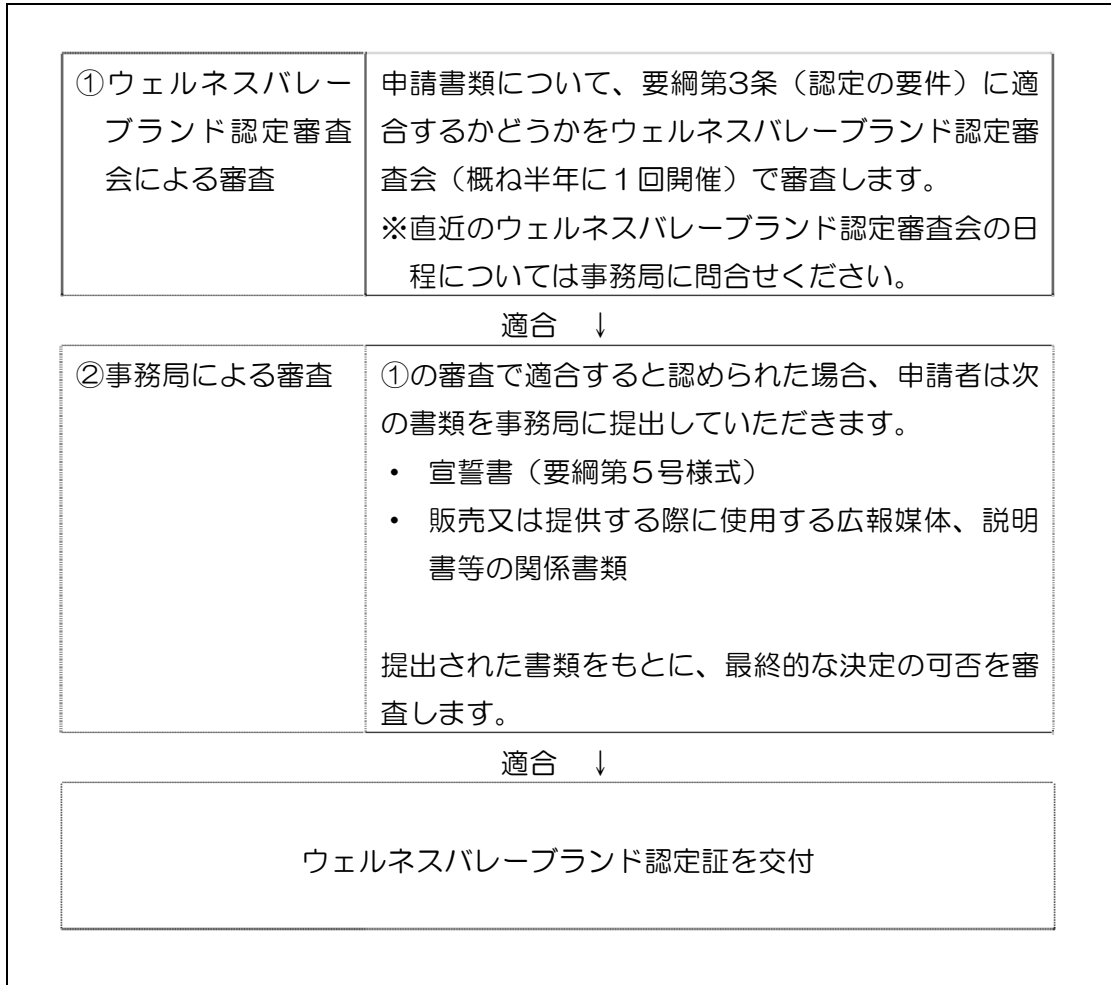 ①ウェルネスバレー
ブランド認定審査
会による審査
申請書類について、要綱第3条（認定の要件）に適
合するかどうかをウェルネスバレーブランド認定審
査会（概ね半年に１回開催）で審査します。
※直近のウェルネスバレーブランド認定審査会の日
程については事務局に問合せください。
適合　↓
②事務局による審査
①の審査で適合すると認められた場合、申請者は次
の書類を事務局に提出していただきます。
・　宣誓書（要綱第５号様式）
・　販売又は提供する際に使用する広報媒体、説明
書等の関係書類
提出された書類をもとに、最終的な決定の可否を審
査します。
適合　↓
ウェルネスバレーブランド認定証を交付